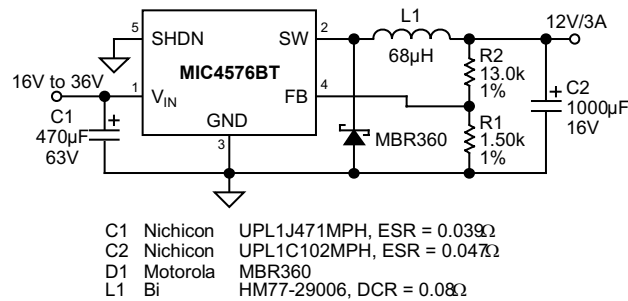 L1
12V/3A
5
SHDN
SW
2
68µH
R2
13.0k
1%
16V to 36V
MIC4576BT
1
VIN
FB
4
C2
1000µF
16V
C1
470µF
63V
GND
3
MBR360
R1
1.50k
1%
C1 Nichicon UPL1J471MPH, ESR = 0.039Ω
C2 Nichicon UPL1C102MPH, ESR = 0.047Ω
D1 Motorola MBR360
L1 Bi HM77-29006, DCR = 0.08Ω